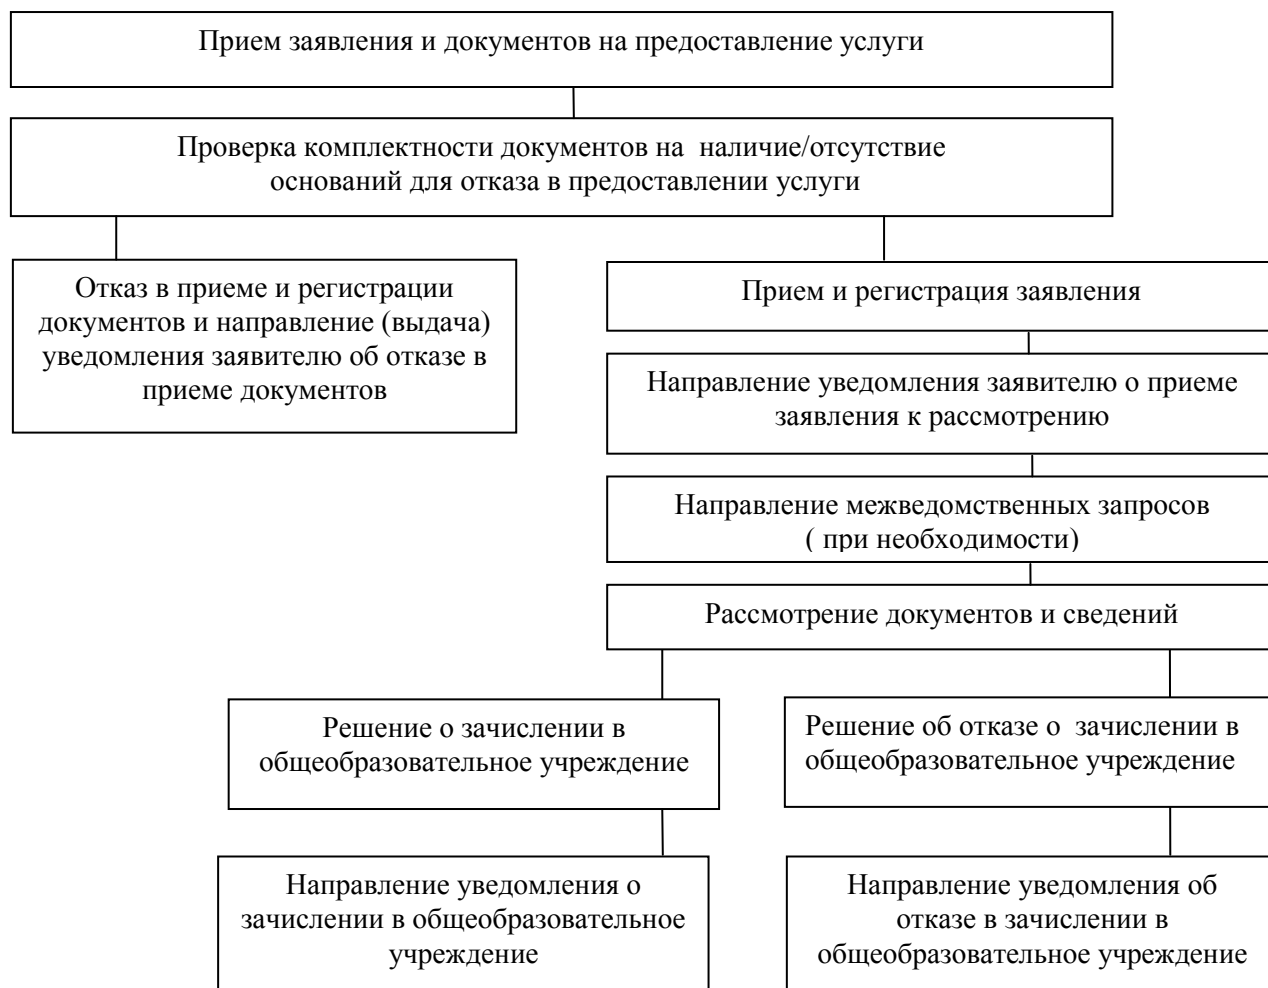 Прием заявления и документов на предоставление услуги
Проверка комплектности документов на наличие/отсутствие
оснований для отказа в предоставлении услуги
Отказ в приеме и регистрации
документов и направление (выдача)
уведомления заявителю об отказе в
приеме документов
Прием и регистрация заявления
Направление уведомления заявителю о приеме
заявления к рассмотрению
Направление межведомственных запросов
( при необходимости)
Рассмотрение документов и сведений
Решение о зачислении в
общеобразовательное учреждение
Решение об отказе о зачислении в
общеобразовательное учреждение
Направление уведомления о
зачислении в общеобразовательное
учреждение
Направление уведомления об
отказе в зачислении в
общеобразовательное учреждение